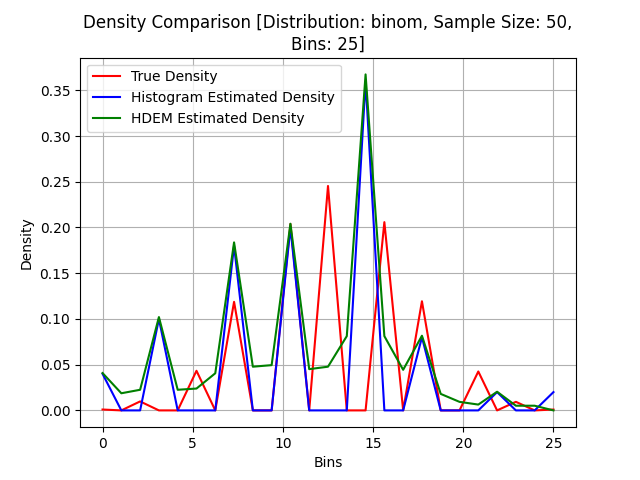 Density Comparison [Distribution: binom, Sample Size: 50,
Bins: 25]
True Density
Histogram Estimated Density
HDEM Estimated Density
Density
0.35
0.30
0.25
0.20
0.15
0.10
0.05
0.00
0 5 10 15 20 25
Bins